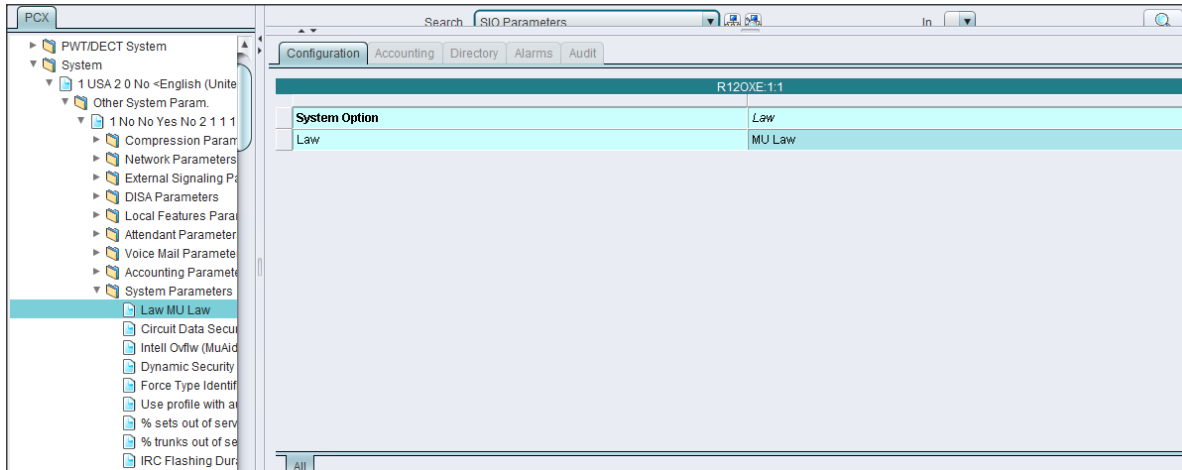 PCX
Search SIO Parameters In
PWT/DECT System
System
1 USA 2 0 No <English (Unite
Other System Param.
1 No No Yes No 2 1 1 1
Compression Param
Network Parameters
External Signaling Pa
DISA Parameters
Local Features Para
Attendant Parameter
Voice Mail Paramete
Accounting Paramete
System Parameters
Law MU Law
Circuit Data Secu
Intell Ovflw (MuAid
Dynamic Security
Force Type Identif
Use profile with a
% sets out of serv
% trunks out of se
IRC Flashing Dur
Configuration Accounting Directory Alarms Audit
R12OXE:1:1
System Option Law
Law MU Law
All